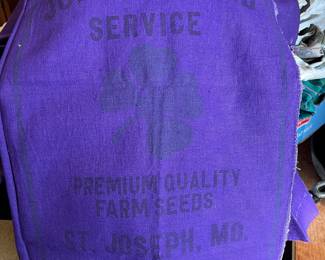 SERVICE
PREMIUM QUALITY
FARM SEEDS
ST. JOSEPH, MO.